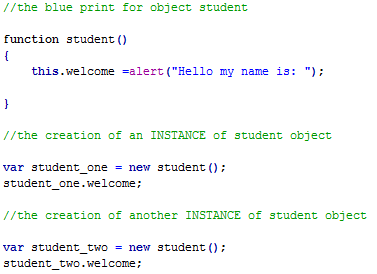 //the blue print for object student
function student()
{
this.welcome =alert("Hello my name is: ");
}
//the creation of an INSTANCE of student object
var student_one = new student();
student_one.welcome;
//the creation of another INSTANCE of student object
var student_two = new student();
student_two.welcome;